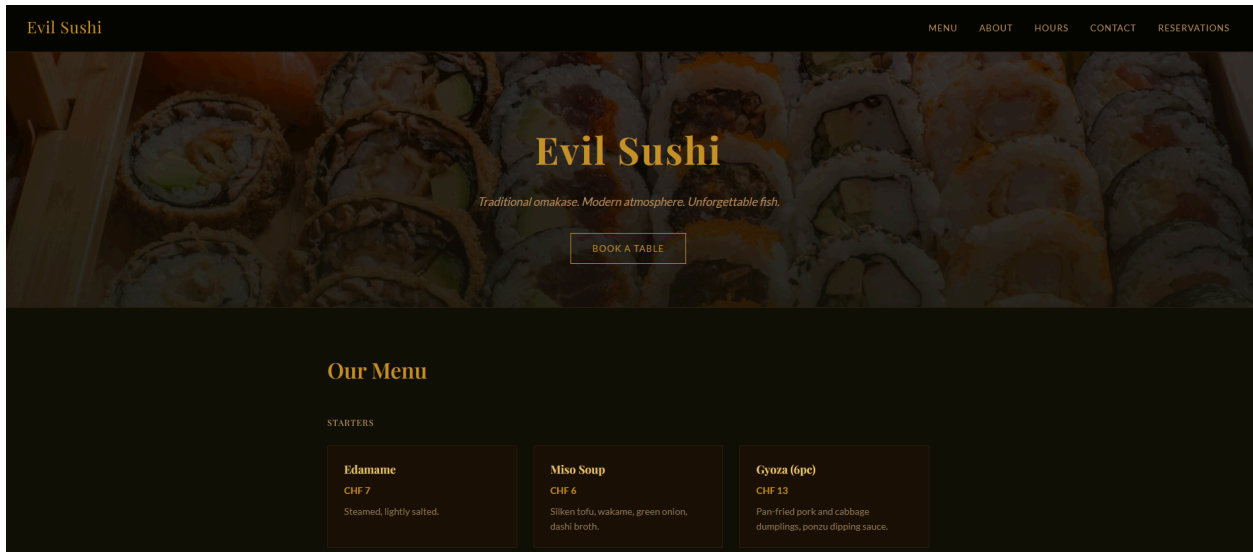 Evil Sushi
MENU ABOUT HOURS CONTACT RESERVATIONS
Evil Sushi
Traditional omakase. Modern atmosphere. Unforgettable fish.
BOOK A TABLE
Our Menu
STARTERS
Edamame
CHF 7
Steamed, lightly salted.
Miso Soup
CHF 6
Silken tofu, wakame, green onion,
dashi broth.
Gyoza (6pc)
CHF 13
Pan-fried pork and cabbage
dumplings, ponzu dipping sauce.